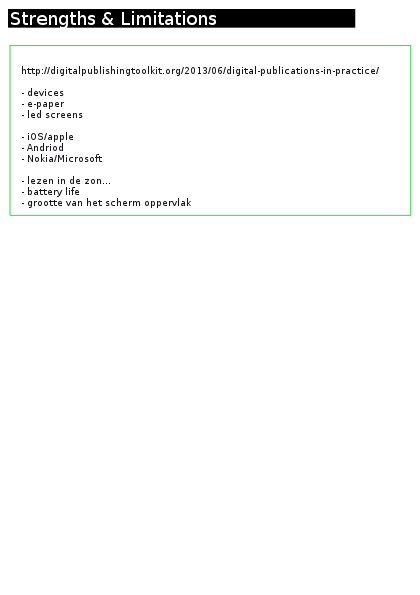 Strengths & Limitations
http://digitalpublishingtoolkit.org/2013/06/digital-publications-in-practice/
- devices
- e-paper
- led screens
- iOS/apple
- Andriod
- Nokia/Microsoft
- lezen in de zon...
- battery life
- grootte van het scherm oppervlak